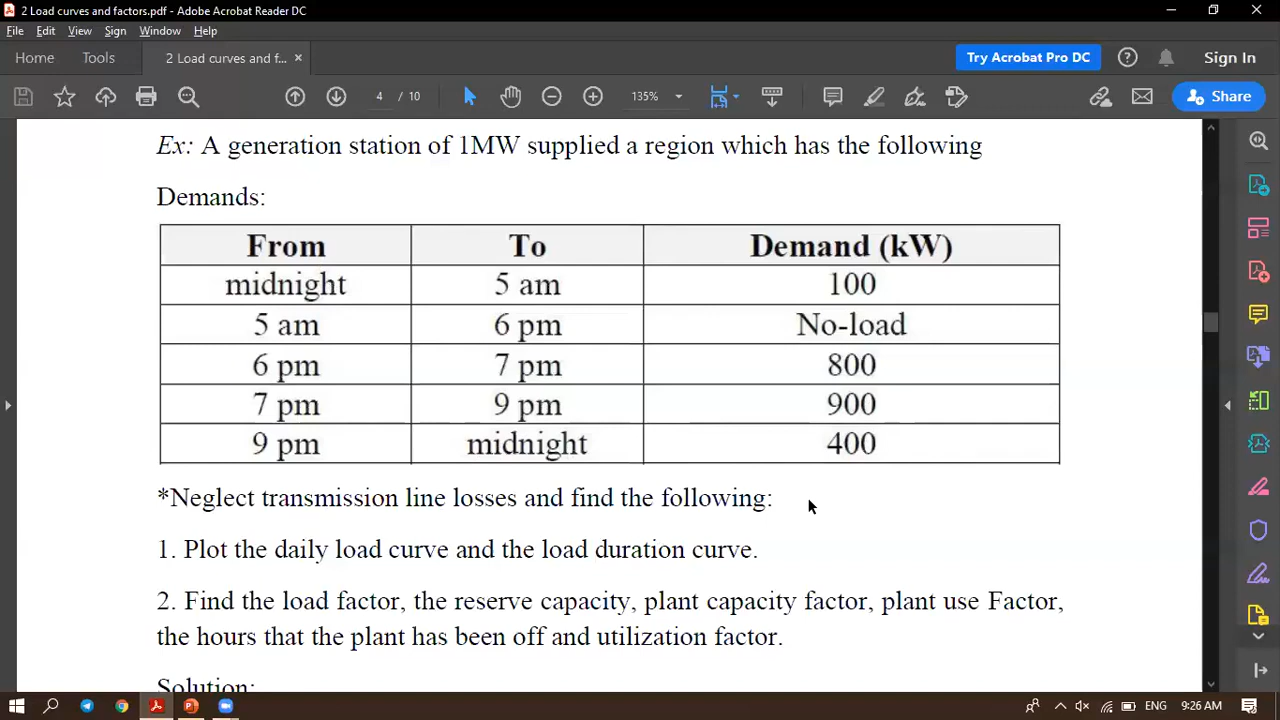 2 Load curves and factors.pdf - Adobe Acrobat Reader DC
File Edit View Sign Window Help
Home Tools 2 Load curves and f... × Try Acrobat Pro DC Sign In
4 / 10 135% Share
Ex: A generation station of 1MW supplied a region which has the following
Demands:
From To Demand (kW)
midnight 5 am 100
5 am 6 pm No-load
6 pm 7 pm 800
7 pm 9 pm 900
9 pm midnight 400
*Neglect transmission line losses and find the following:
1. Plot the daily load curve and the load duration curve.
2. Find the load factor, the reserve capacity, plant capacity factor, plant use Factor,
the hours that the plant has been off and utilization factor.
Solution:
ENG 9:26 AM